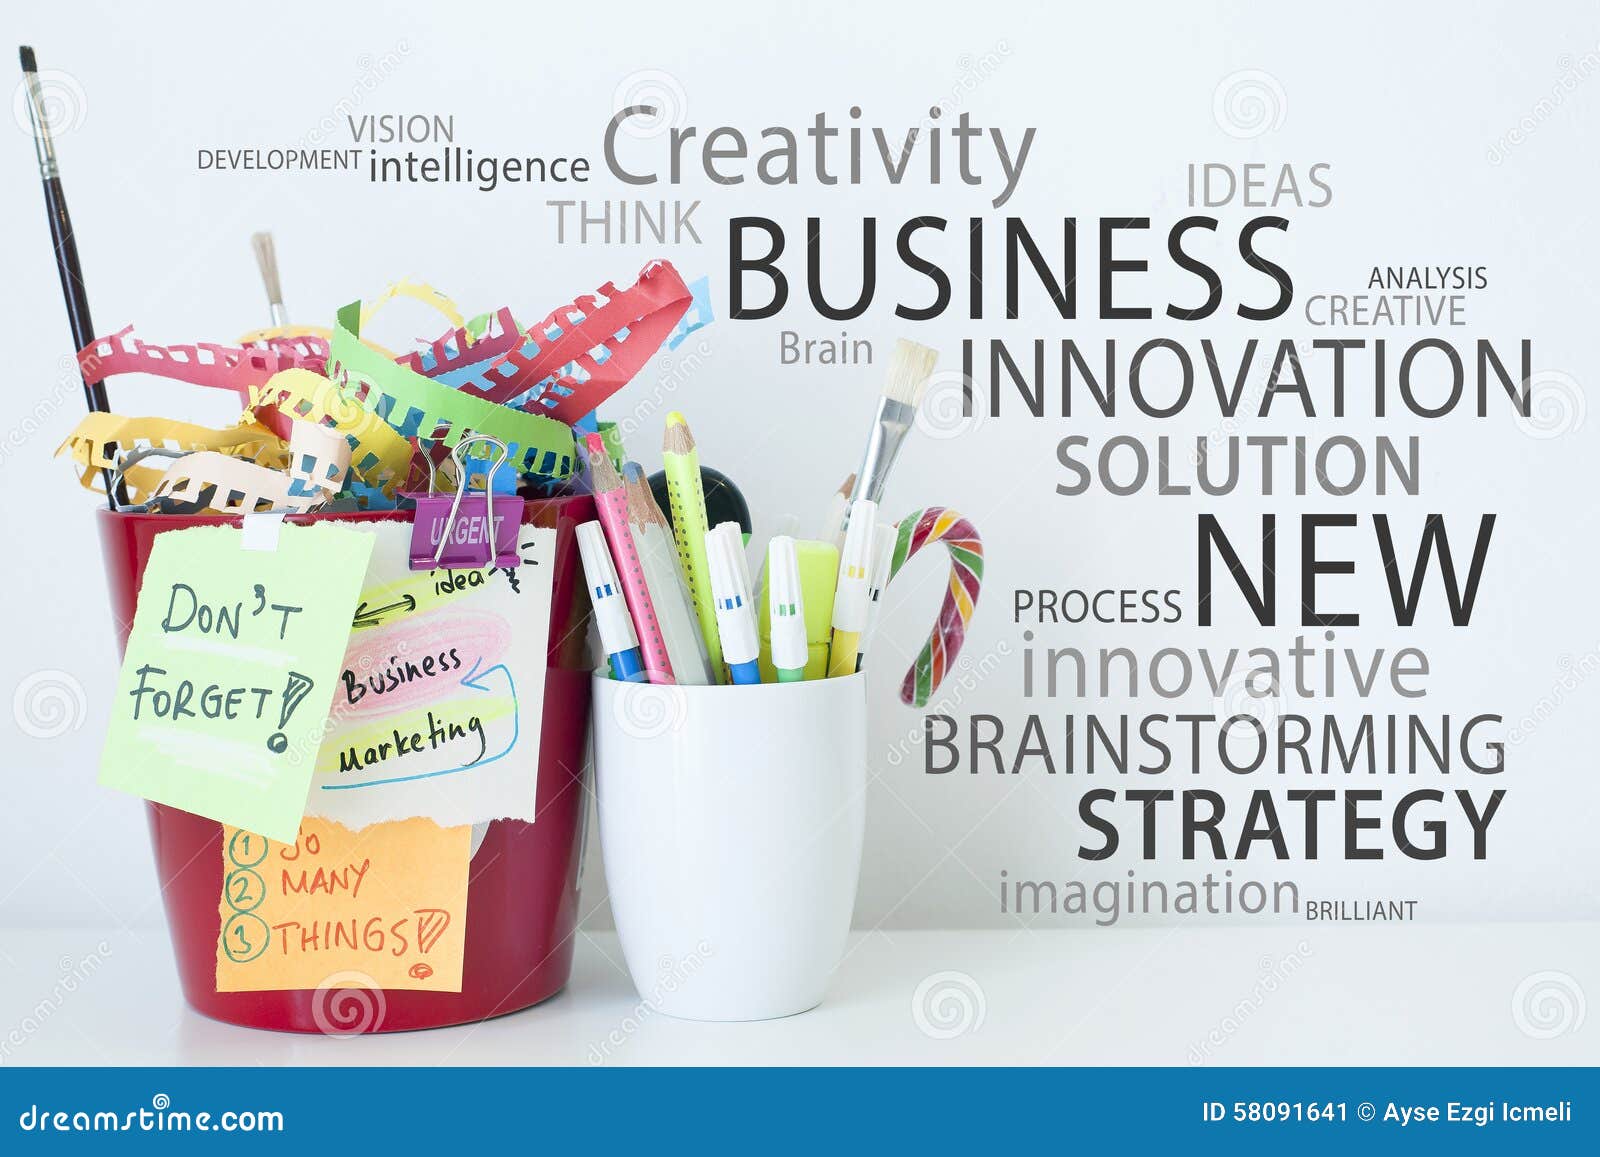 VISION
DEVELOPMENT intelligence Creativity
THINK
IDEAS
BUSINESS
ANALYSIS
CREATIVE
Brain
INNOVATION
SOLUTION
NEW
PROCESS
innovative
BRAINSTORMING
STRATEGY
imagination BRILLIANT
URGENT
idea
Business
Marketing
DON'T
FORGET!
1 SO
2 MANY
3 THINGS!
dreamstime
dreamstime.com
ID 58091641 © Ayse Ezgi Icmeli